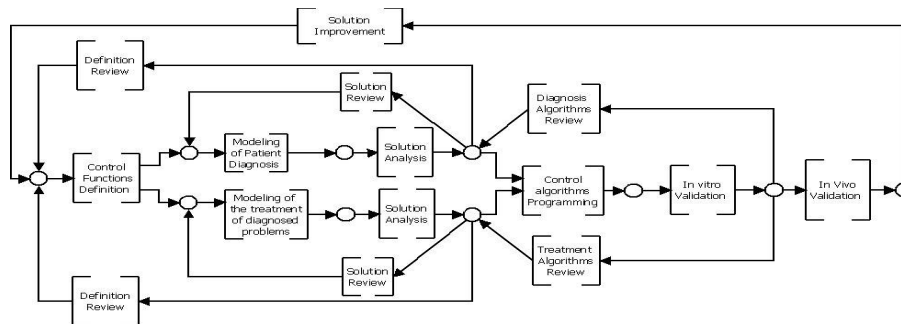 Solution
Improvement
Definition
Review
Solution
Review
Diagnosis
Algorithms
Review
Control
Functions
Definition
Modeling
of Patient
Diagnosis
Solution
Analysis
Control
algorithms
Programming
In vitro
Validation
In Vivo
Validation
Modeling of
the treatment
of diagnosed
problems
Solution
Analysis
Solution
Review
Treatment
Algorithms
Review
Definition
Review